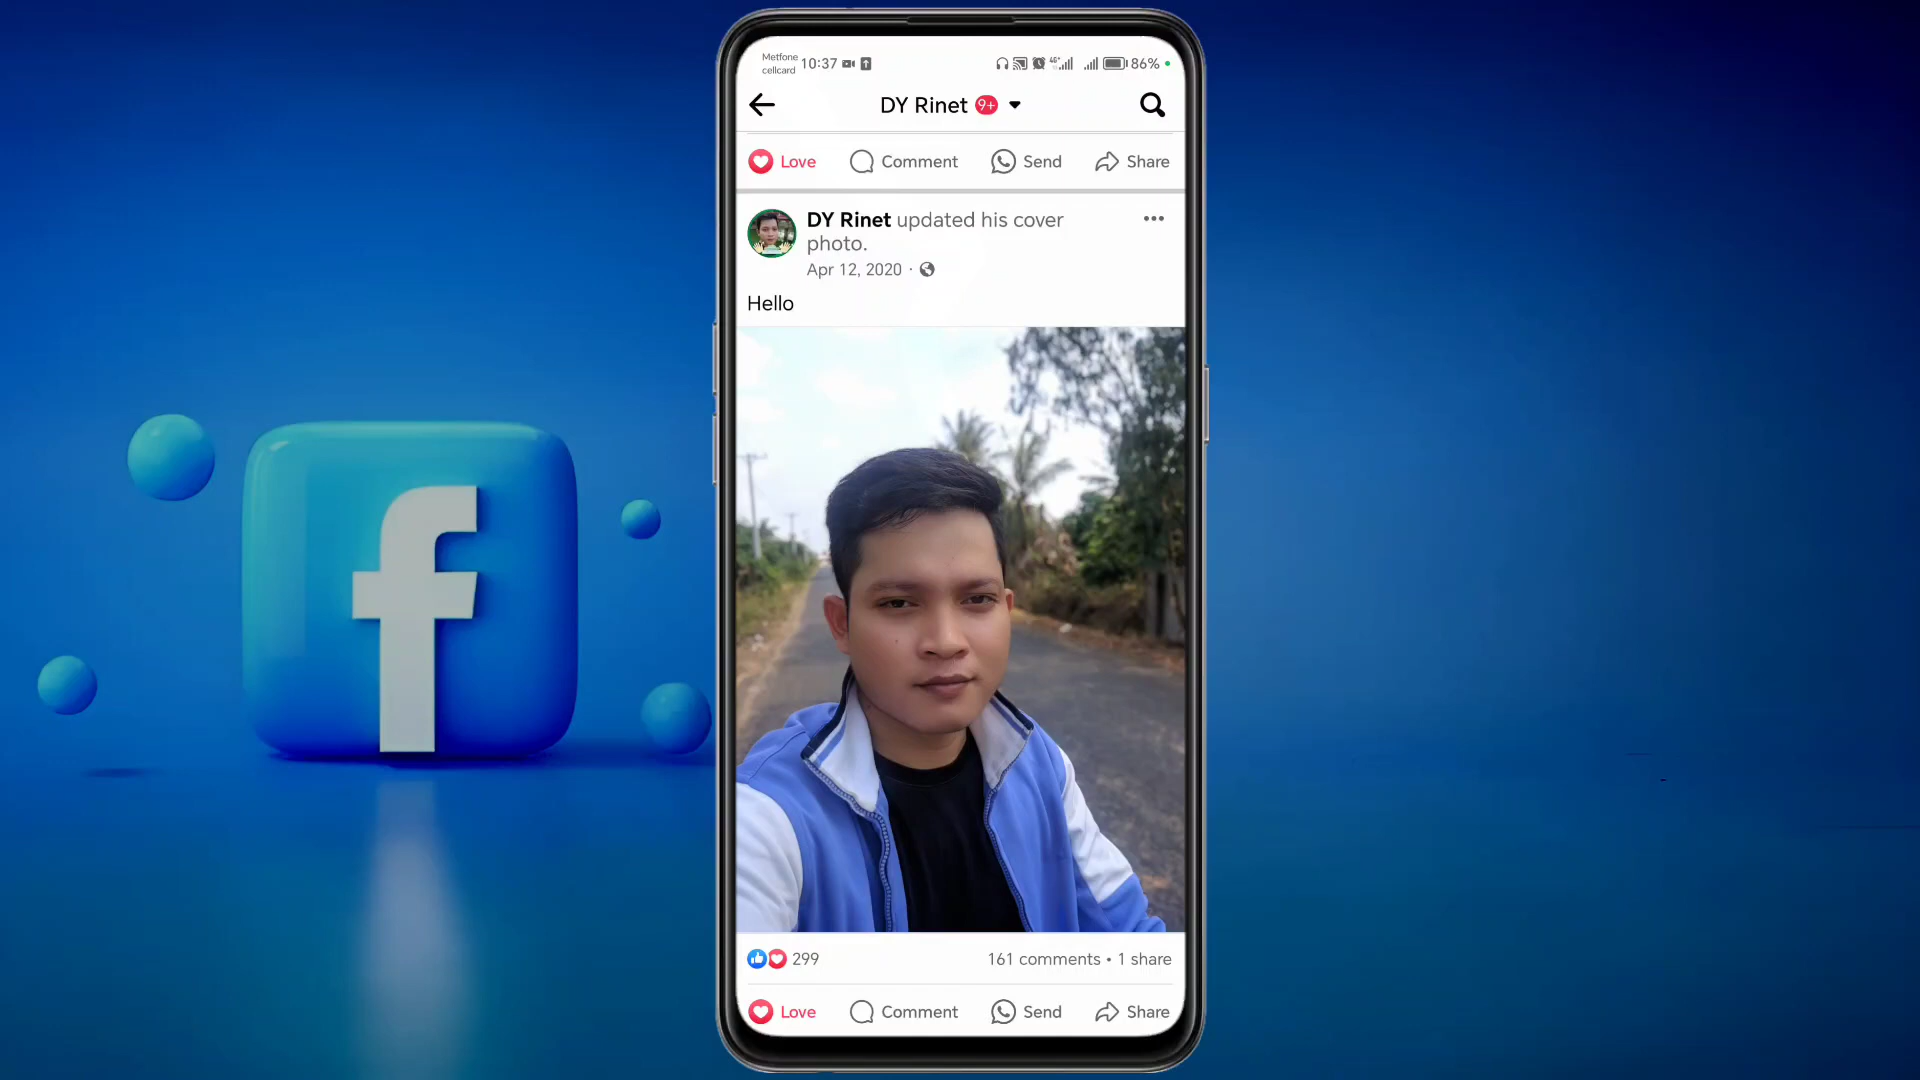 Metfone
cellcard
10:37
4G+
86%
DY Rinet 9+
Love Comment Send Share
DY Rinet updated his cover
photo.
Apr 12, 2020 ·
Hello
f
299 161 comments • 1 share
Love Comment Send Share